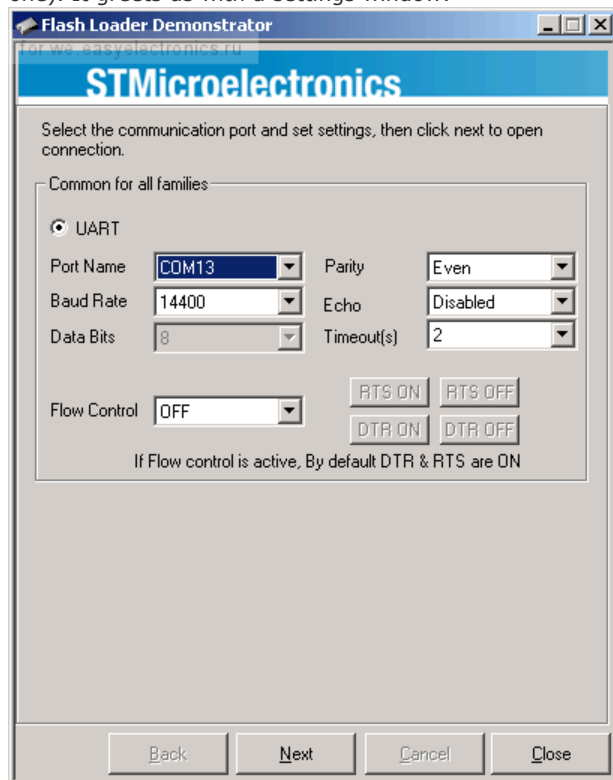 Flash Loader Demonstrator
for we.easyelectronics.ru
STMicroelectronics
Select the communication port and set settings, then click next to open
connection.
Common for all families
UART
Port Name COM13 Parity Even
Baud Rate 14400 Echo Disabled
Data Bits 8 Timeout(s) 2
RTS ON RTS OFF
Flow Control OFF
DTR ON DTR OFF
If Flow control is active, By default DTR & RTS are ON
Back Next Cancel Close